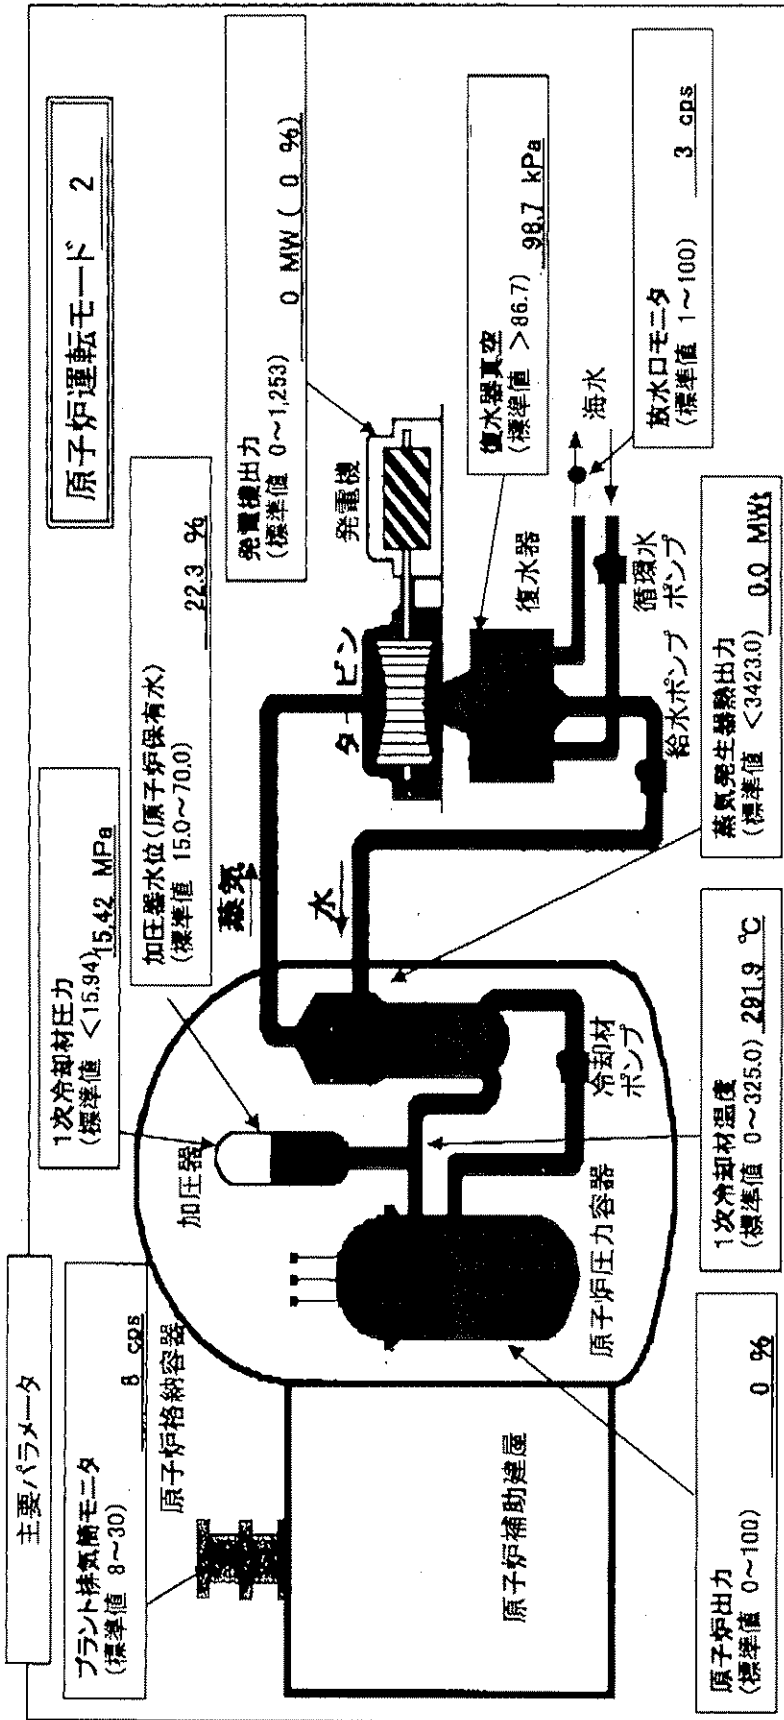 主要パラメータ
原子炉運転モード 2
プラント排気筒モニタ
(標準値 8~30)
8 cps
1次冷却材圧力
(標準値 <15.94) 15.42 MPa
加圧器水位(原子炉保有水)
(標準値 15.0~70.0)
22.3 %
発電機出力
(標準値 0~1,253)
0 MW ( 0 %)
原子炉格納容器
加圧器
蒸気
水
タービン
発電機
復水器真空
(標準値 >86.7)
98.7 kPa
復水器
海水
原子炉補助建屋
原子炉圧力容器
冷却材
ポンプ
給水ポンプ
循環水
ポンプ
放水口モニタ
(標準値 1~100)
3 cps
原子炉出力
(標準値 0~100)
0 %
1次冷却材温度
(標準値 0~325.0) 291.9 ℃
蒸気発生器熱出力
(標準値 <3423.0)
0.0 MWt